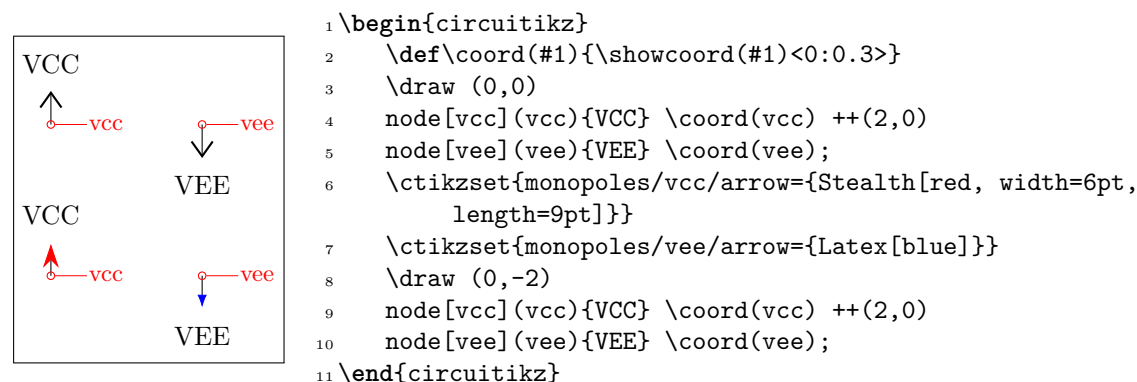 VCC
vcc
vee
VEE
VCC
vcc
vee
VEE
1 \begin{circuitikz}
2 \def\coord(#1){\showcoord(#1)<0:0.3>}
3 \draw (0,0)
4 node[vcc](vcc){VCC} \coord(vcc) ++(2,0)
5 node[vee](vee){VEE} \coord(vee);
6 \ctikzset{monopoles/vcc/arrow={Stealth[red, width=6pt,
length=9pt]}}
7 \ctikzset{monopoles/vee/arrow={Latex[blue]}}
8 \draw (0,-2)
9 node[vcc](vcc){VCC} \coord(vcc) ++(2,0)
10 node[vee](vee){VEE} \coord(vee);
11 \end{circuitikz}